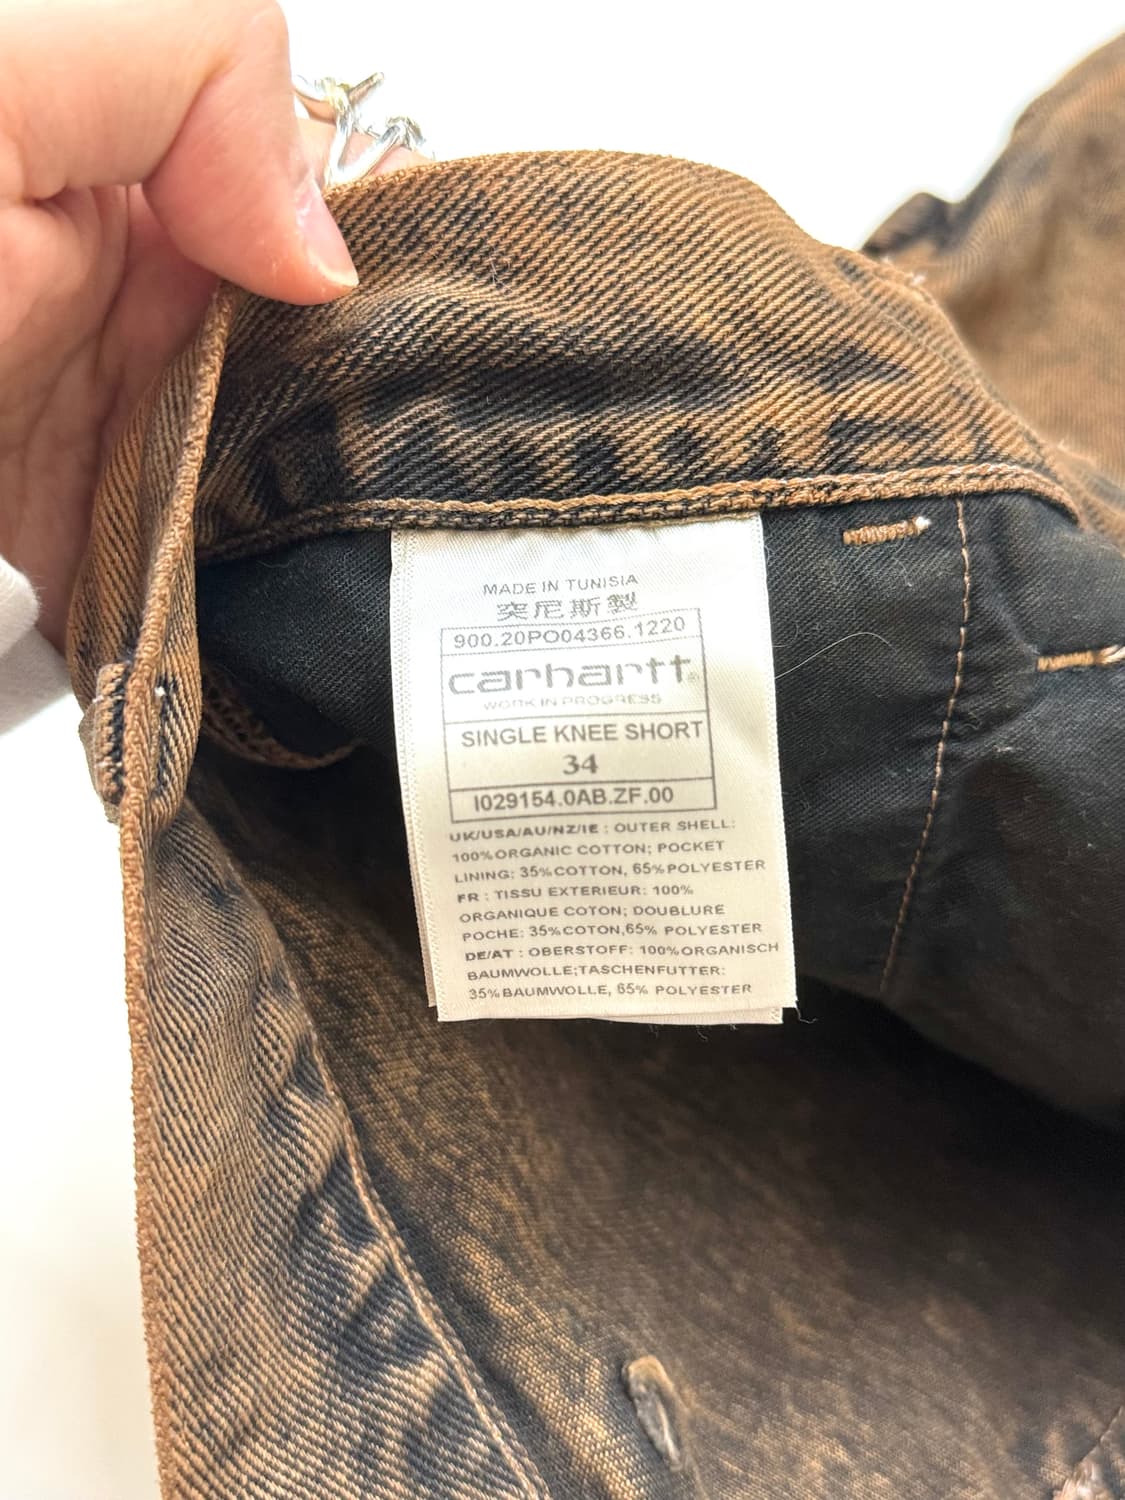 MADE IN TUNISIA
突尼斯製
900.20PO04366.1220
carhartt
WORK IN PROGRESS
SINGLE KNEE SHORT
34
I029154.0AB.ZF.00
UK/USA/AU/NZ/IE : OUTER SHELL:
100% ORGANIC COTTON; POCKET
LINING: 35% COTTON, 65% POLYESTER
FR : TISSU EXTERIEUR: 100%
ORGANIQUE COTON; DOUBLURE
POCHE: 35% COTON, 65% POLYESTER
DE/AT : OBERSTOFF: 100% ORGANISCH
BAUMWOLLE; TASCHENFUTTER:
35% BAUMWOLLE, 65% POLYESTER